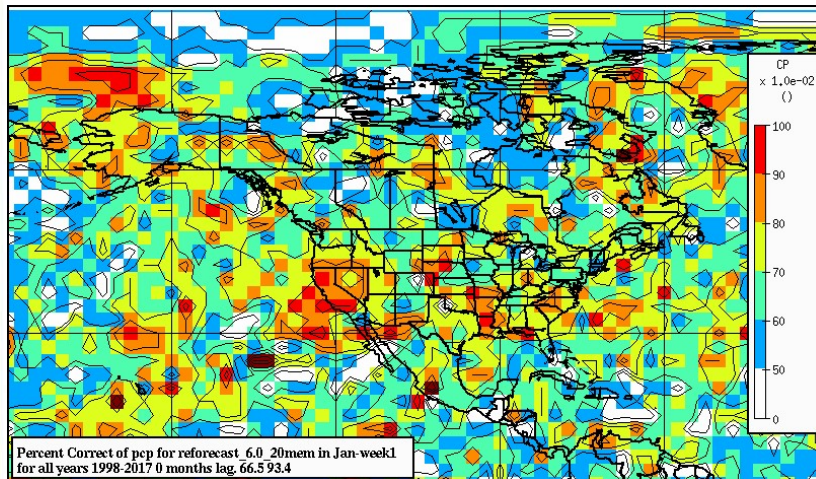 CP
x 1.0e-02
()
100
90
80
70
60
50
0
Percent Correct of pcp for reforecast_6.0_20mem in Jan-week1
for all years 1998-2017 0 months lag. 66.5 93.4